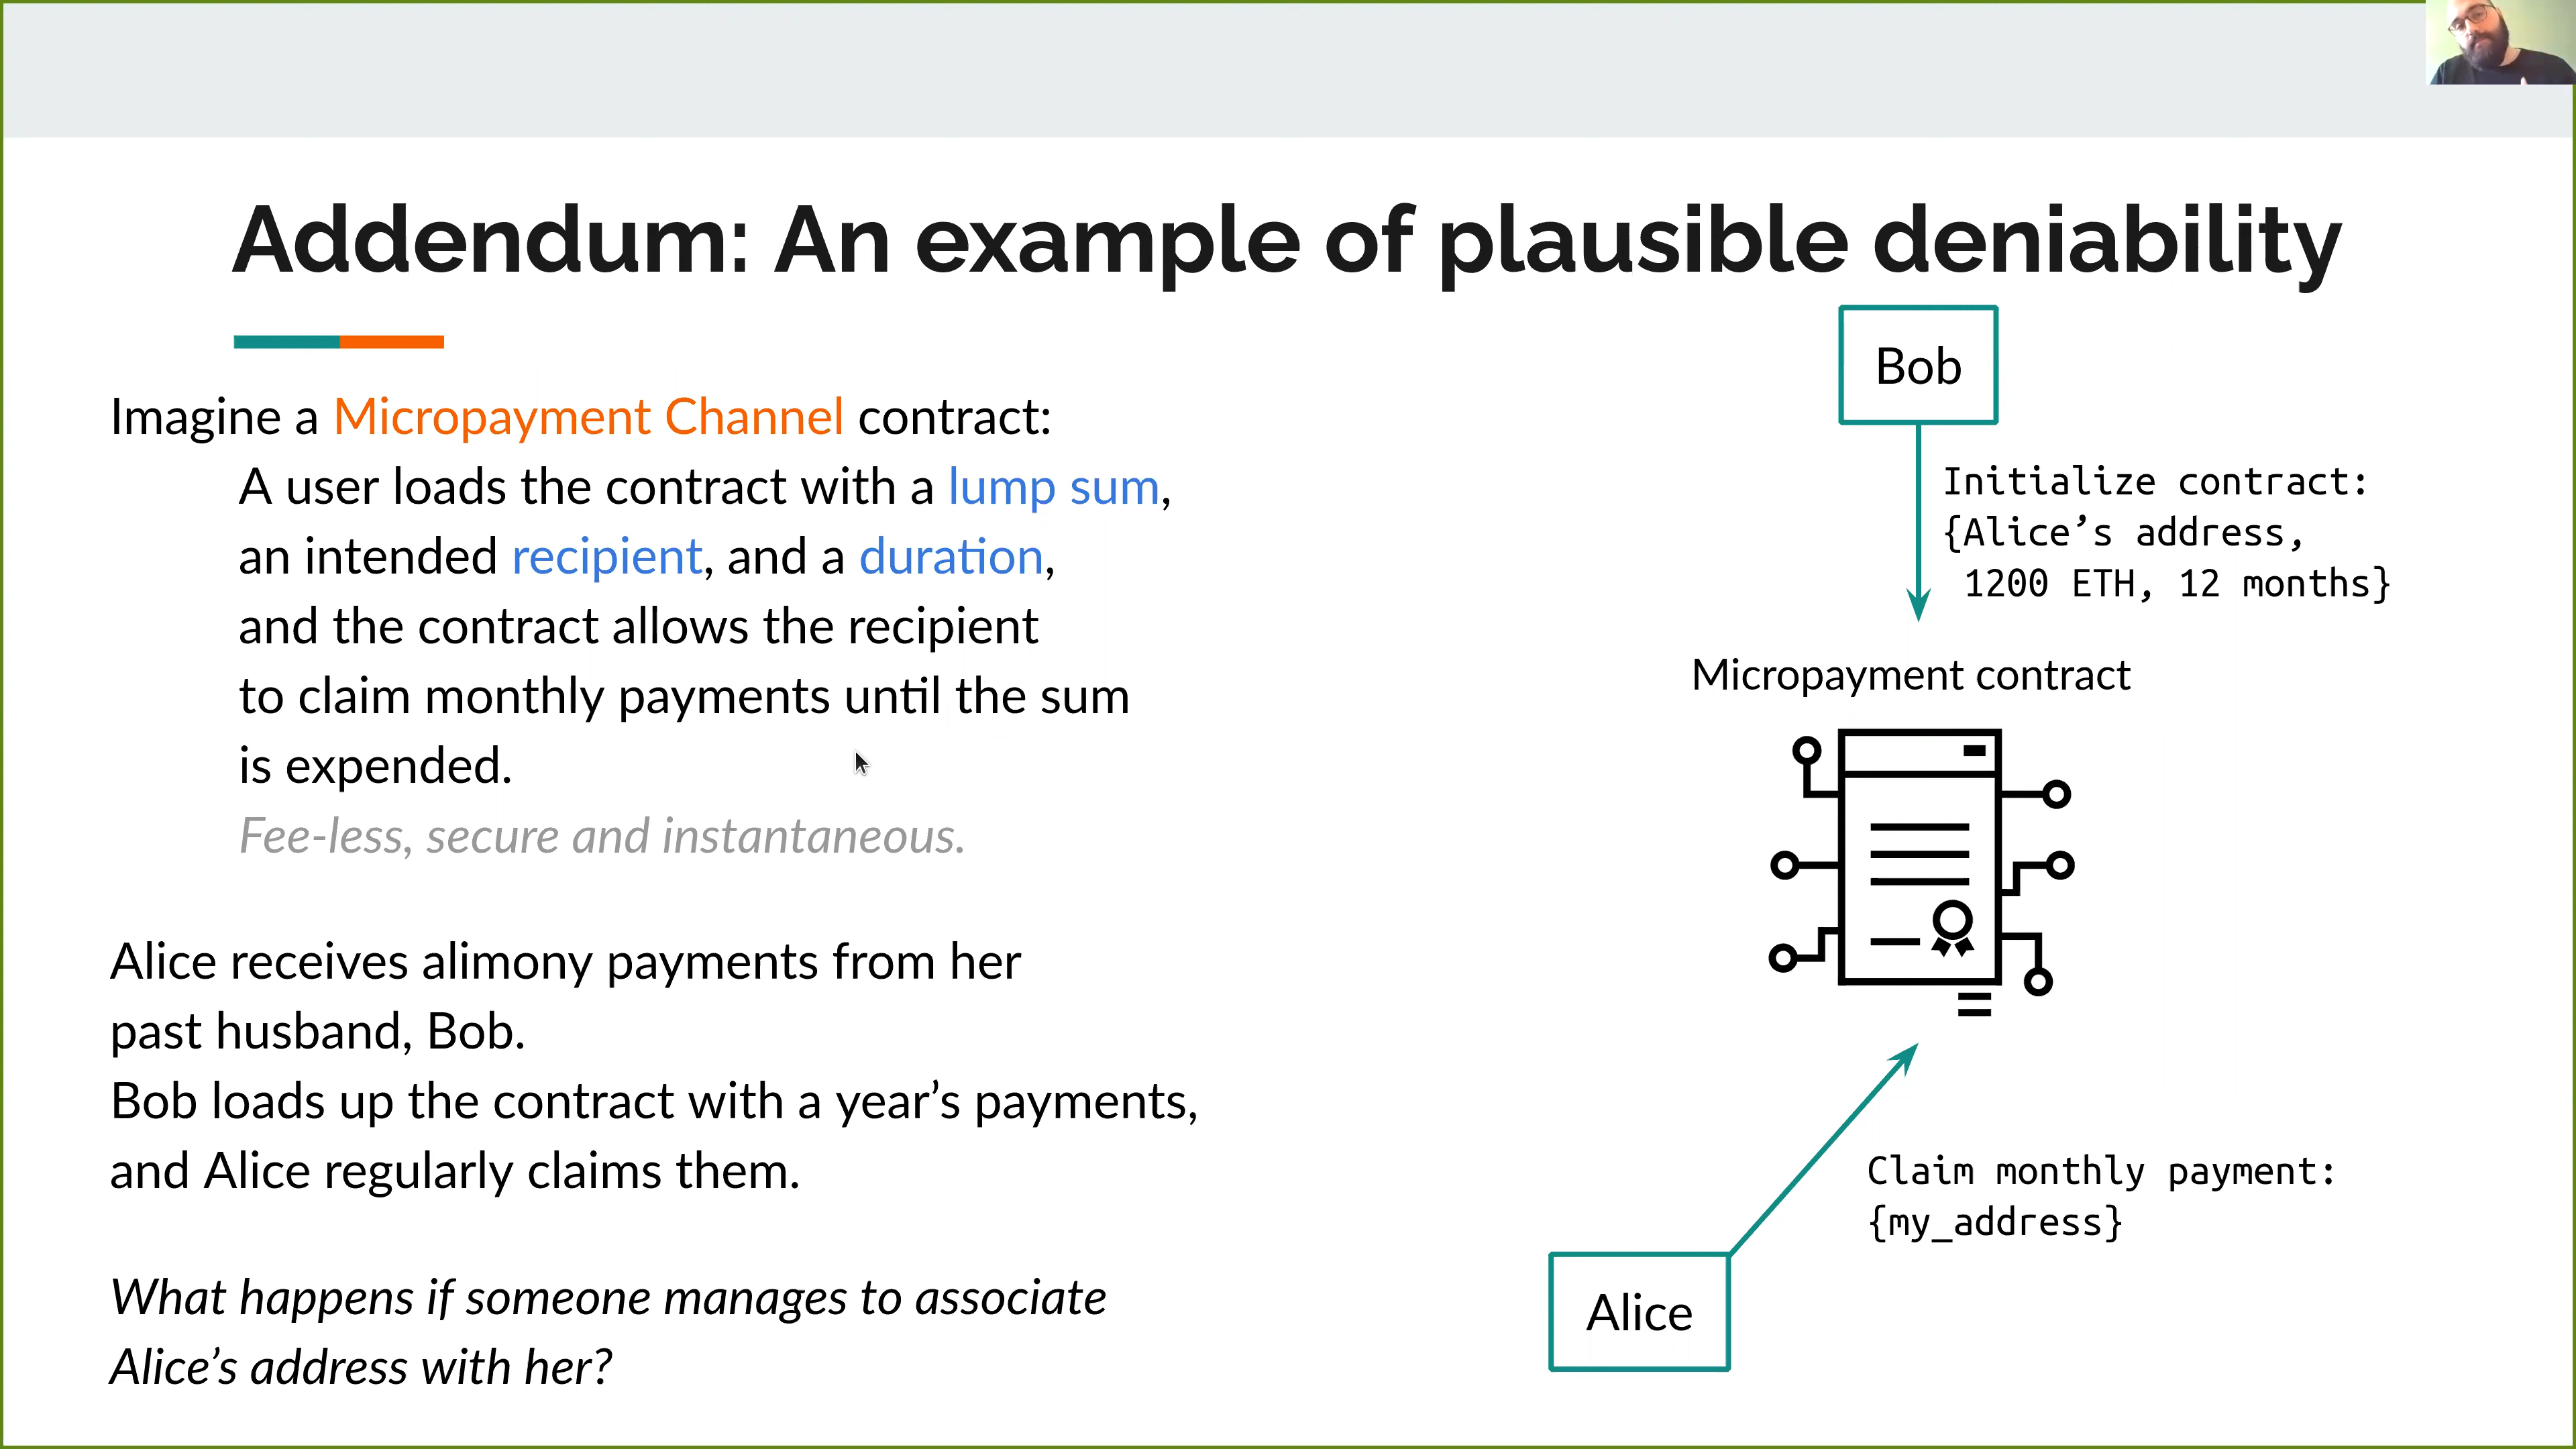 Addendum: An example of plausible deniability
Imagine a Micropayment Channel contract:
A user loads the contract with a lump sum,
an intended recipient, and a duration,
and the contract allows the recipient
to claim monthly payments until the sum
is expended.
Fee-less, secure and instantaneous.
Alice receives alimony payments from her
past husband, Bob.
Bob loads up the contract with a year’s payments,
and Alice regularly claims them.
What happens if someone manages to associate
Alice’s address with her?
Bob
Initialize contract:
{Alice’s address,
1200 ETH, 12 months}
Micropayment contract
Claim monthly payment:
{my_address}
Alice